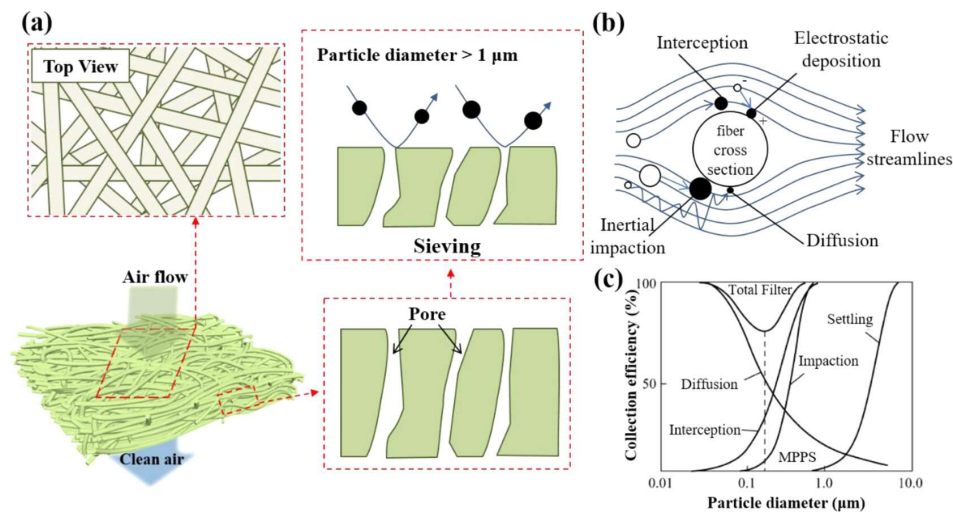 (a)
Top View
Particle diameter > 1 μm
Sieving
Air flow
Clean air
Pore
(b)
Interception
Electrostatic
deposition
-
+
fiber
cross
section
Flow
streamlines
Inertial
impaction
Diffusion
(c)
Collection efficiency (%)
100
50
Total Filter
Settling
Impaction
Diffusion
Interception
MPPS
0.01
0.1
1.0
10.0
Particle diameter (μm)